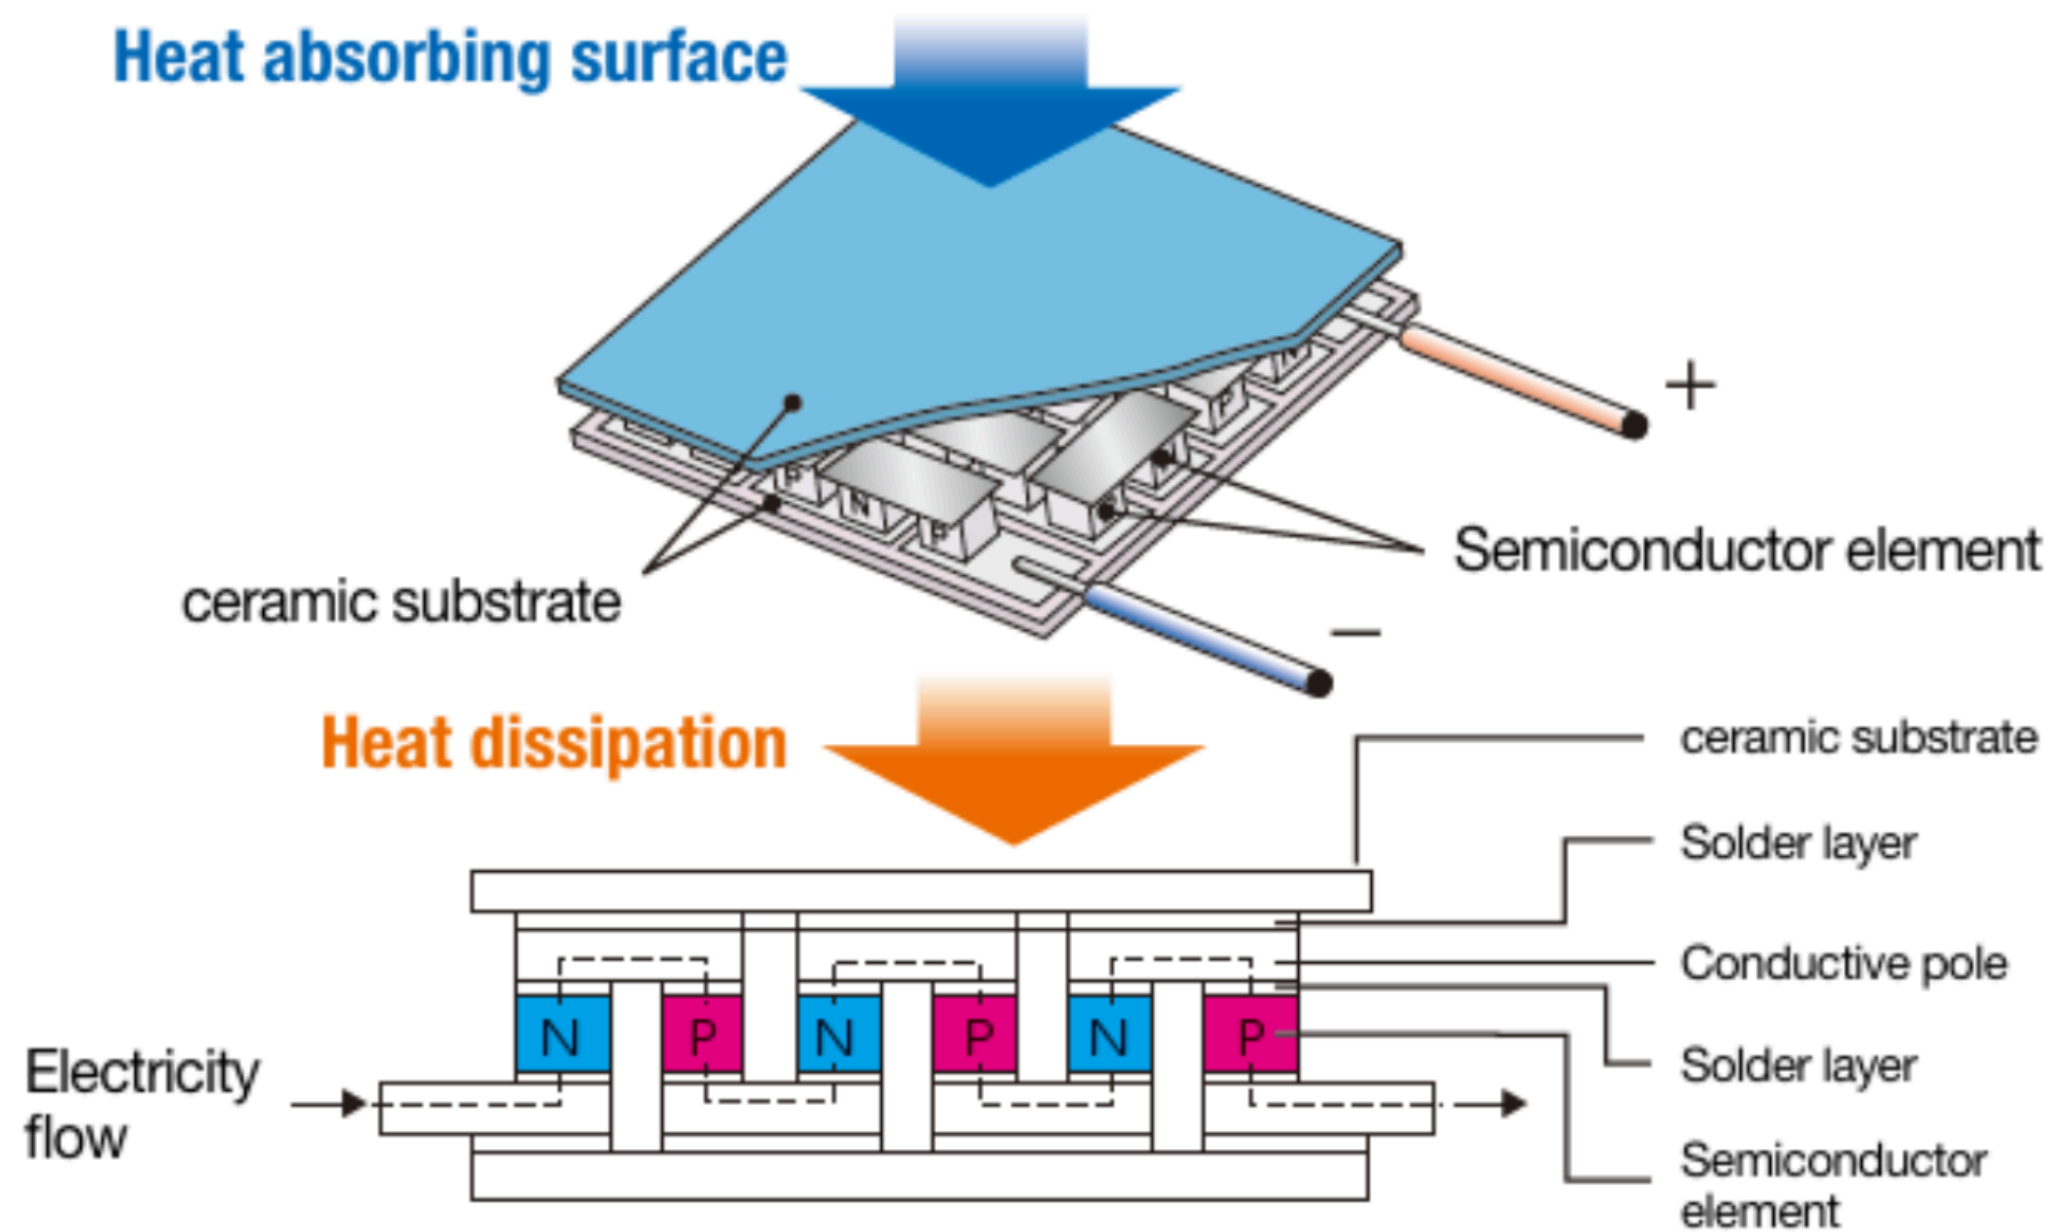 Heat absorbing surface
+
P
N
P
P
N
ceramic substrate
Semiconductor element
−
Heat dissipation
ceramic substrate
Solder layer
Conductive pole
N P N P N P
Electricity
flow
Solder layer
Semiconductor
element